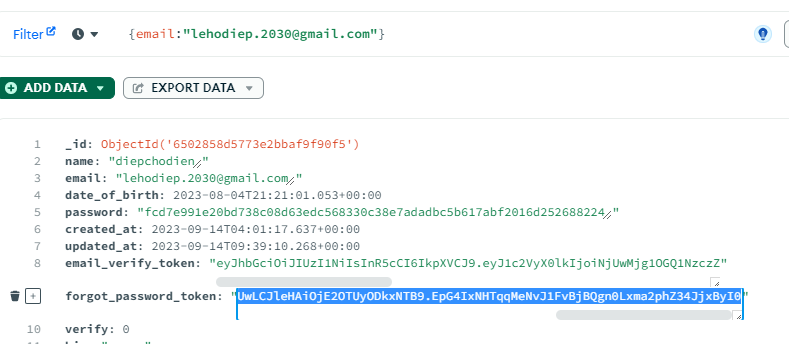 Filter
{email:"lehodiep.2030@gmail.com"}
ADD DATA
EXPORT DATA
1 _id: ObjectId('6502858d5773e2bbaf9f90f5')
2 name: "diepchodien"
3 email: "lehodiep.2030@gmail.com"
4 date_of_birth: 2023-08-04T21:21:01.053+00:00
5 password: "fcd7e991e20bd738c08d63edc568330c38e7adadbc5b617abf2016d252688224"
6 created_at: 2023-09-14T04:01:17.637+00:00
7 updated_at: 2023-09-14T09:39:10.268+00:00
8 email_verify_token: "eyJhbGciOiJIUzI1NiIsInR5cCI6IkpXVCJ9.eyJ1c2VyX0lkIjoiNjUwMjg1OGQ1NzczZ"
forgot_password_token: "UwLCJleHAiOjE2OTUyODkxNTB9.EpG4IxNHTqqMeNvJ1FvBjBQgn0Lxma2phZ34JjxByI0"
10 verify: 0